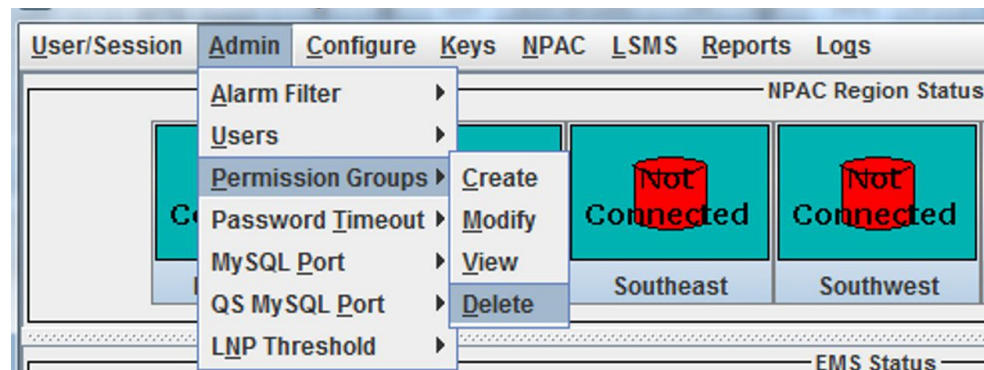 User/Session Admin Configure Keys NPAC LSMS Reports Logs
NPAC Region Status
Alarm Filter
Users
Permission Groups
Password Timeout
MySQL Port
QS MySQL Port
LNP Threshold
Create
Modify
View
Delete
Not
Connected
Southeast
Not
Connected
Southwest
EMS Status